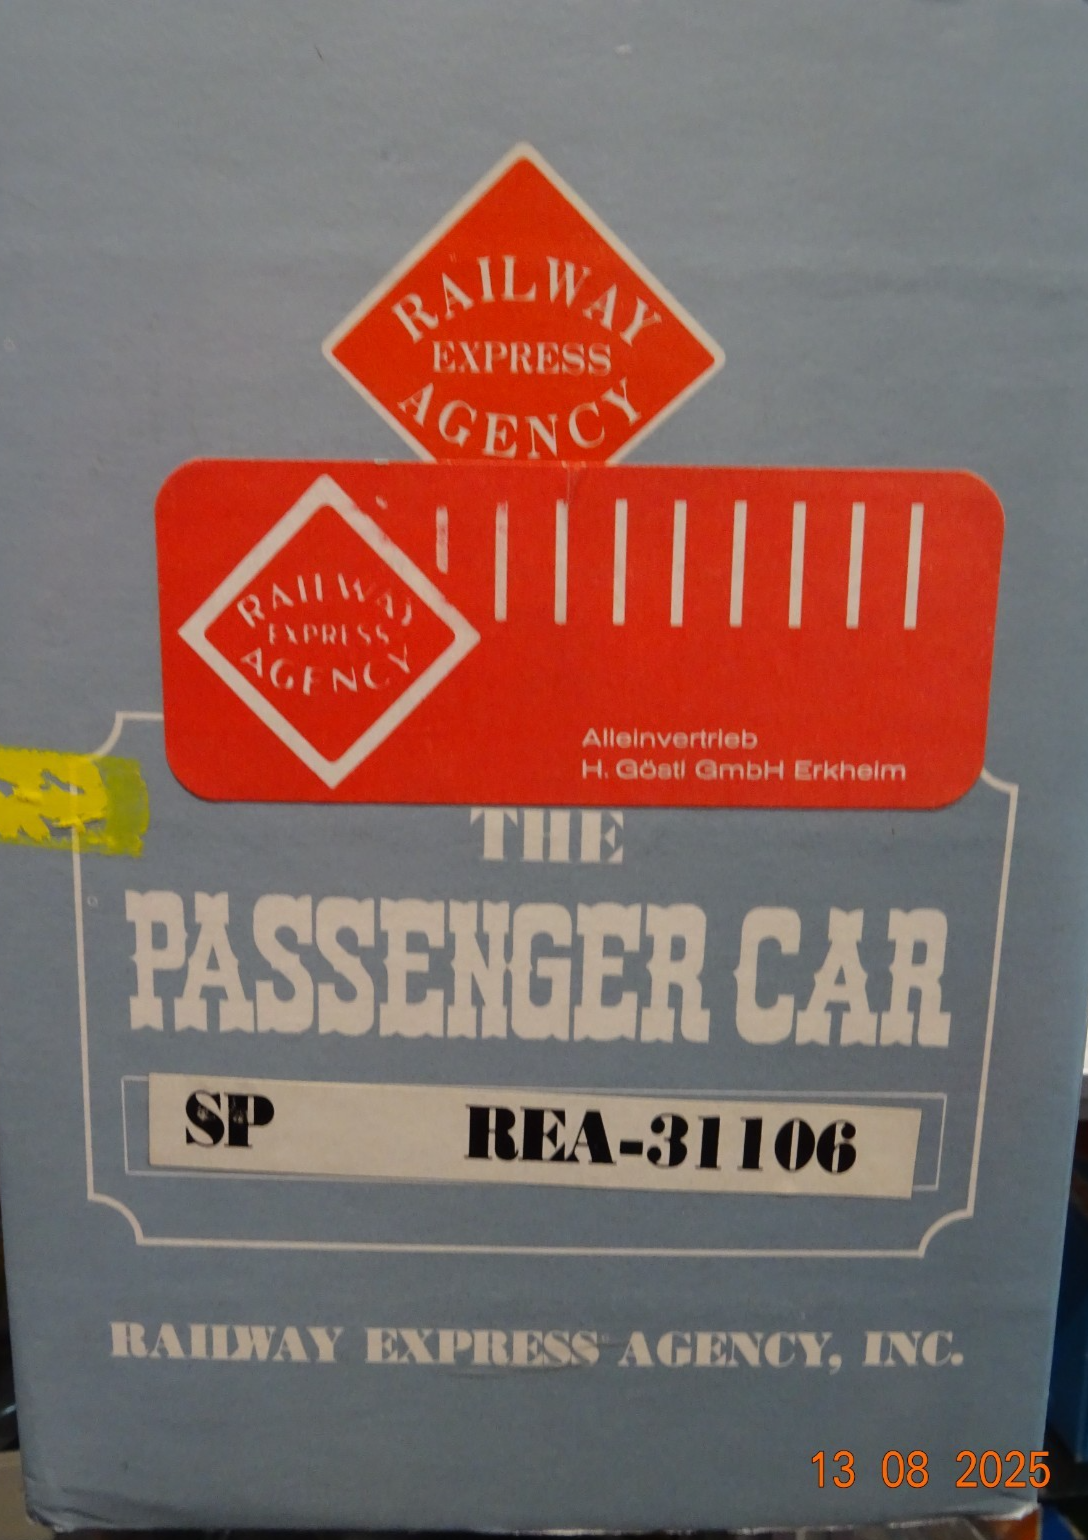 RAILWAY
EXPRESS
AGENCY
RAILWAY
EXPRESS
AGENCY
Alleinvertrieb
H. Göstl GmbH Erkheim
THE
PASSENGER CAR
SP REA-31106
RAILWAY EXPRESS AGENCY, INC.
13 08 2025